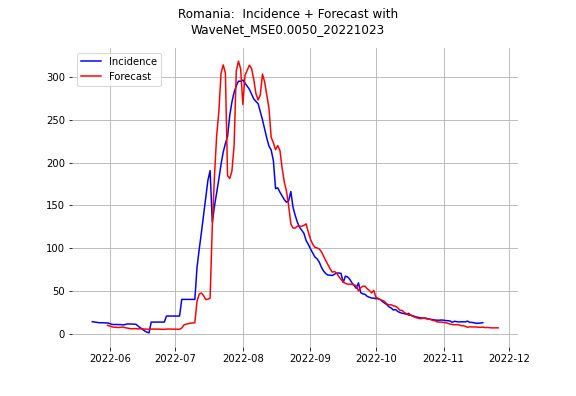 Romania:  Incidence + Forecast with
WaveNet_MSE0.0050_20221023
Incidence
Forecast
300
250
200
150
100
50
0
2022-06 2022-07 2022-08 2022-09 2022-10 2022-11 2022-12